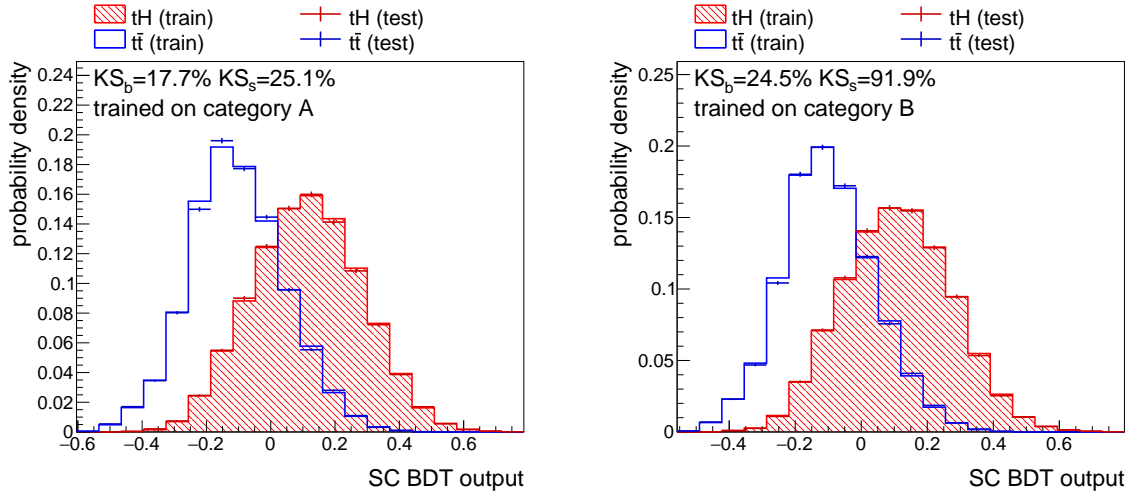 tH (train) tH (test)
tt̄ (train) tt̄ (test)
KS_b=17.7% KS_s=25.1%
trained on category A
probability density
0.24
0.22
0.2
0.18
0.16
0.14
0.12
0.1
0.08
0.06
0.04
0.02
0
−0.6 −0.4 −0.2 0 0.2 0.4 0.6
SC BDT output
tH (train) tH (test)
tt̄ (train) tt̄ (test)
KS_b=24.5% KS_s=91.9%
trained on category B
probability density
0.25
0.2
0.15
0.1
0.05
0
−0.4 −0.2 0 0.2 0.4 0.6
SC BDT output